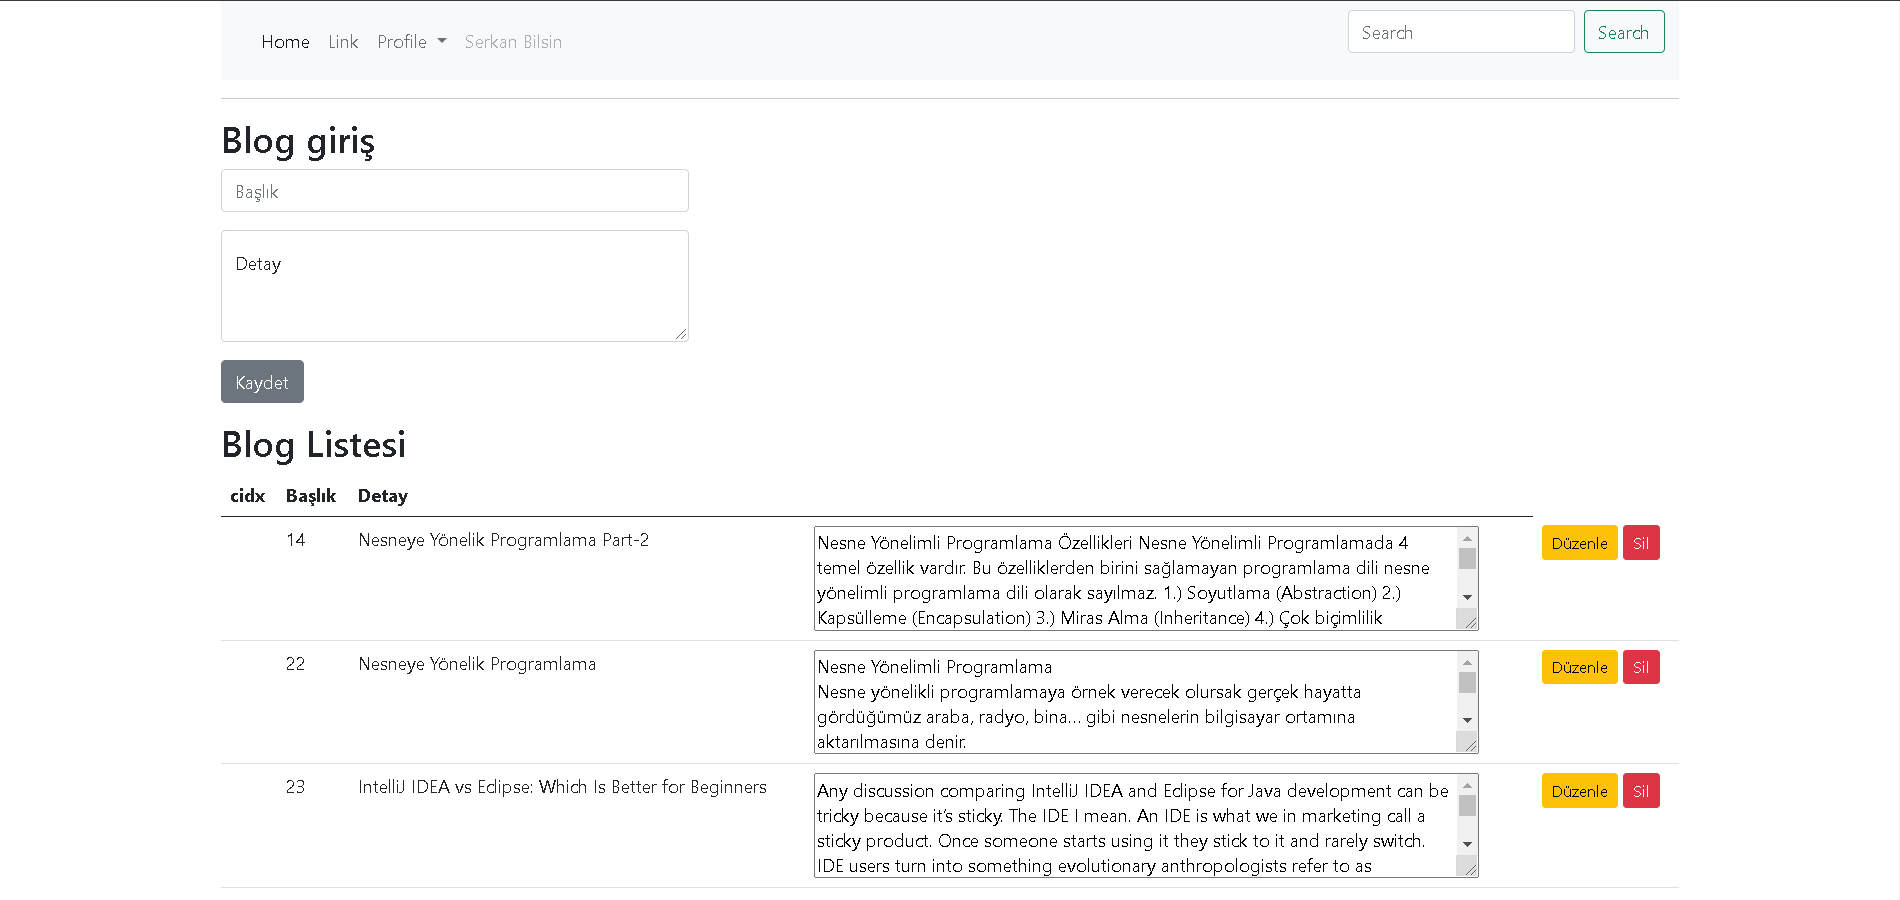 Home Link Profile Serkan Bilsin Search Search
Blog giriş
Başlık
Detay
Kaydet
Blog Listesi
cidx Başlık Detay
14 Nesneye Yönelik Programlama Part-2
Nesne Yönelimli Programlama Özellikleri Nesne Yönelimli Programlamada 4
temel özellik vardır. Bu özelliklerden birini sağlamayan programlama dili nesne
yönelimli programlama dili olarak sayılmaz. 1.) Soyutlama (Abstraction) 2.)
Kapsülleme (Encapsulation) 3.) Miras Alma (Inheritance) 4.) Çok biçimlilik
Düzenle Sil
22 Nesneye Yönelik Programlama
Nesne Yönelimli Programlama
Nesne yönelikli programlamaya örnek verecek olursak gerçek hayatta
gördüğümüz araba, radyo, bina... gibi nesnelerin bilgisayar ortamına
aktarılmasına denir.
Düzenle Sil
23 IntelliJ IDEA vs Eclipse: Which Is Better for Beginners
Any discussion comparing IntelliJ IDEA and Eclipse for Java development can be
tricky because it's sticky. The IDE I mean. An IDE is what we in marketing call a
sticky product. Once someone starts using it they stick to it and rarely switch.
IDE users turn into something evolutionary anthropologists refer to as
Düzenle Sil